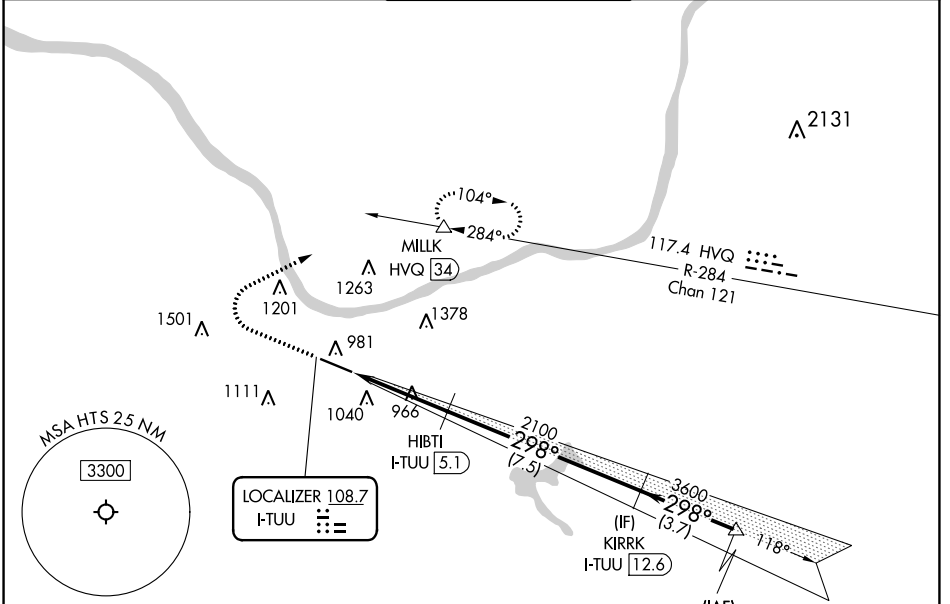 2131
104°
284°
MILLK
HVQ 34
117.4 HVQ
R-284
Chan 121
1263
1201
1378
1501
981
1111
1040
966
HIBTI
I-TUU 5.1
2100
298°
(7.5)
3600
298°
(3.7)
118°
(IF)
KIRRK
I-TUU 12.6
MSA HTS 25 NM
3300
LOCALIZER 108.7
I-TUU
(IAF)